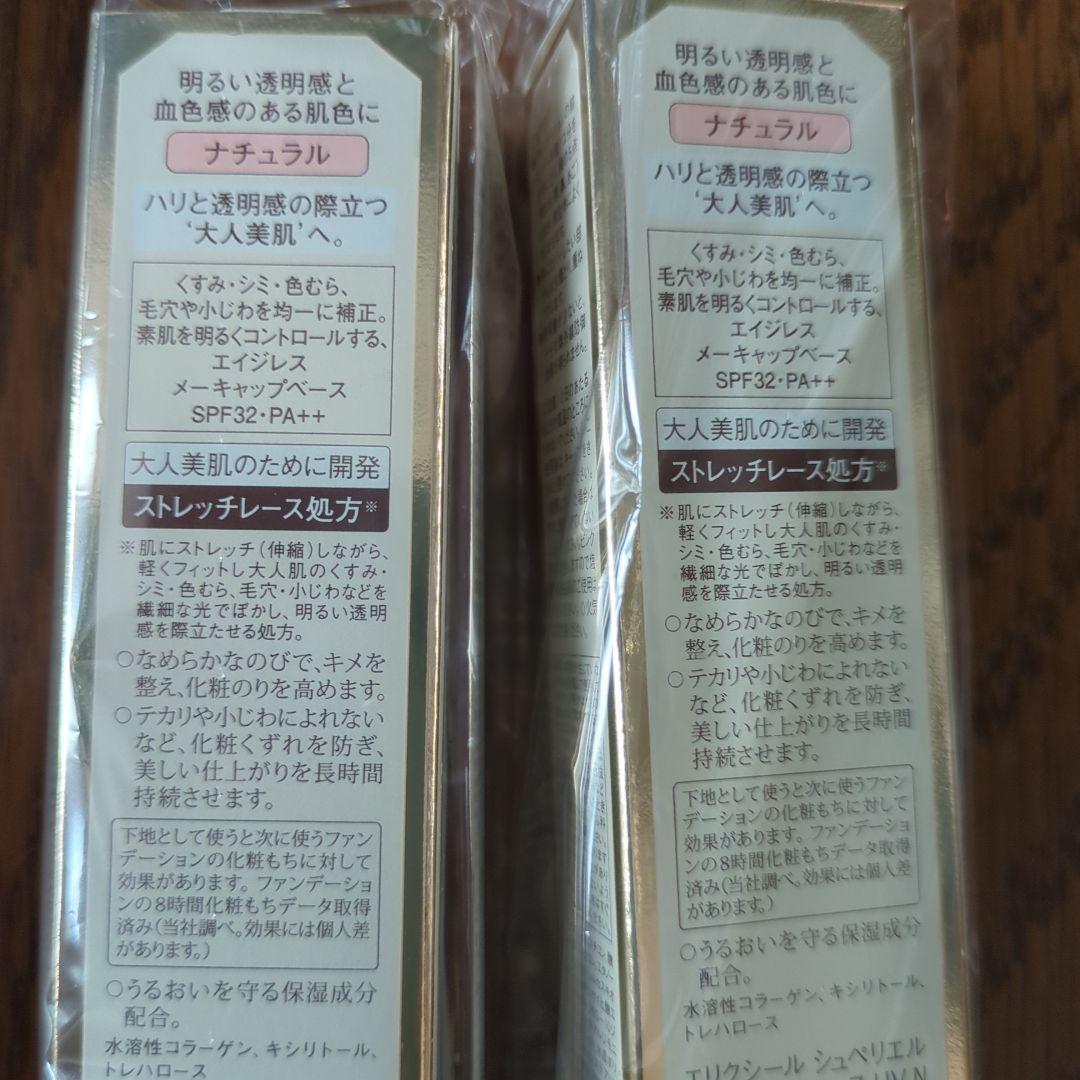 明るい透明感と
血色感のある肌色に
ナチュラル
ハリと透明感の際立つ
‘大人美肌’へ。
くすみ・シミ・色むら、
毛穴や小じわを均一に補正。
素肌を明るくコントロールする、
エイジレス
メーキャップベース
SPF32・PA++
大人美肌のために開発
ストレッチレース処方※
※肌にストレッチ（伸縮）しながら、
軽くフィットし大人肌のくすみ・
シミ・色むら、毛穴・小じわなどを
繊細な光でぼかし、明るい透明
感を際立たせる処方。
○なめらかなのびで、キメを
整え、化粧のりを高めます。
○テカリや小じわによれない
など、化粧くずれを防ぎ、
美しい仕上がりを長時間
持続させます。
下地として使うと次に使うファン
デーションの化粧もちに対して
効果があります。ファンデーショ
ンの8時間化粧もちデータ取得
済み（当社調べ。効果には個人差
があります。）
○うるおいを守る保湿成分
配合。
水溶性コラーゲン、キシリトール、
トレハロース
明るい透明感と
血色感のある肌色に
ナチュラル
ハリと透明感の際立つ
‘大人美肌’へ。
くすみ・シミ・色むら、
毛穴や小じわを均一に補正。
素肌を明るくコントロールする、
エイジレス
メーキャップベース
SPF32・PA++
大人美肌のために開発
ストレッチレース処方※
※肌にストレッチ（伸縮）しながら、
軽くフィットし大人肌のくすみ・
シミ・色むら、毛穴・小じわなどを
繊細な光でぼかし、明るい透明
感を際立たせる処方。
○なめらかなのびで、キメを
整え、化粧のりを高めます。
○テカリや小じわによれない
など、化粧くずれを防ぎ、
美しい仕上がりを長時間
持続させます。
下地として使うと次に使うファン
デーションの化粧もちに対して
効果があります。ファンデーショ
ンの8時間化粧もちデータ取得
済み（当社調べ。効果には個人差
があります。）
○うるおいを守る保湿成分
配合。
水溶性コラーゲン、キシリトール、
トレハロース
エリクシール シュペリエル